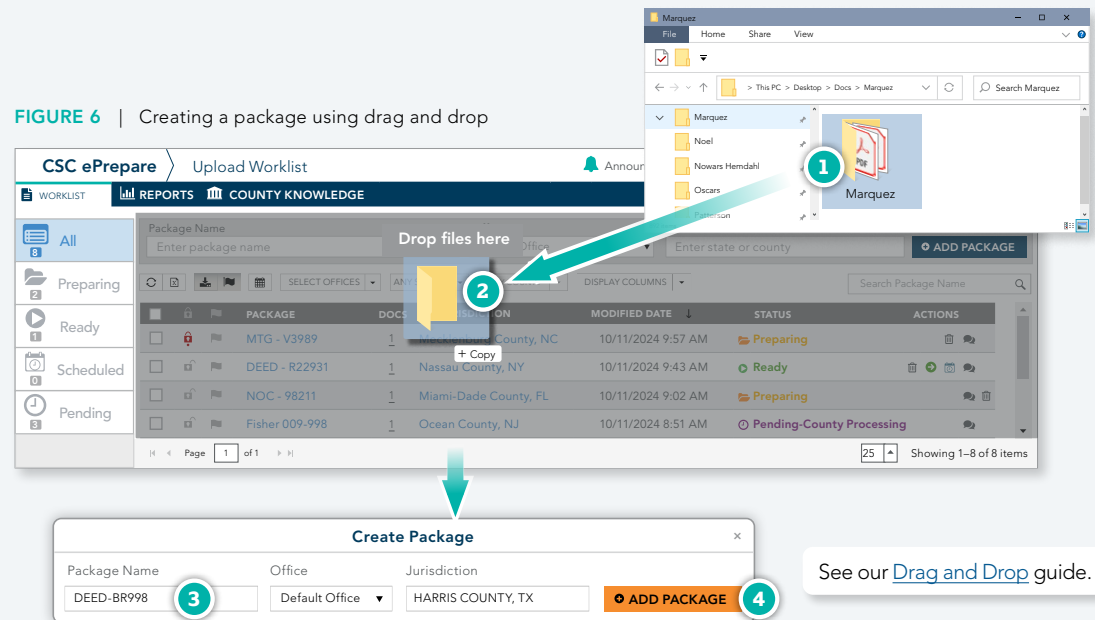 FIGURE 6 | Creating a package using drag and drop
Marquez
File Home Share View
> This PC > Desktop > Docs > Marquez
Search Marquez
Marquez
Noel
Nowars Hemdahl
Oscars
Patterson
PDF
Marquez
1
CSC ePrepare Upload Worklist
WORKLIST REPORTS COUNTY KNOWLEDGE
All
8
Preparing
2
Ready
1
Scheduled
0
Pending
3
Package Name
Enter package name
Drop files here
Office
Enter state or county
ADD PACKAGE
SELECT OFFICES
DISPLAY COLUMNS
Search Package Name
2
+ Copy
PACKAGE DOCS MODIFIED DATE ↓ STATUS ACTIONS
MTG - V3989 1 Mecklenburg County, NC 10/11/2024 9:57 AM Preparing
DEED - R22931 1 Nassau County, NY 10/11/2024 9:43 AM Ready
NOC - 98211 1 Miami-Dade County, FL 10/11/2024 9:02 AM Preparing
Fisher 009-998 1 Ocean County, NJ 10/11/2024 8:51 AM Pending-County Processing
Page 1 of 1
25 Showing 1–8 of 8 items
Create Package ×
Package Name Office Jurisdiction
DEED-BR998 3 Default Office HARRIS COUNTY, TX ADD PACKAGE 4
See our Drag and Drop guide.